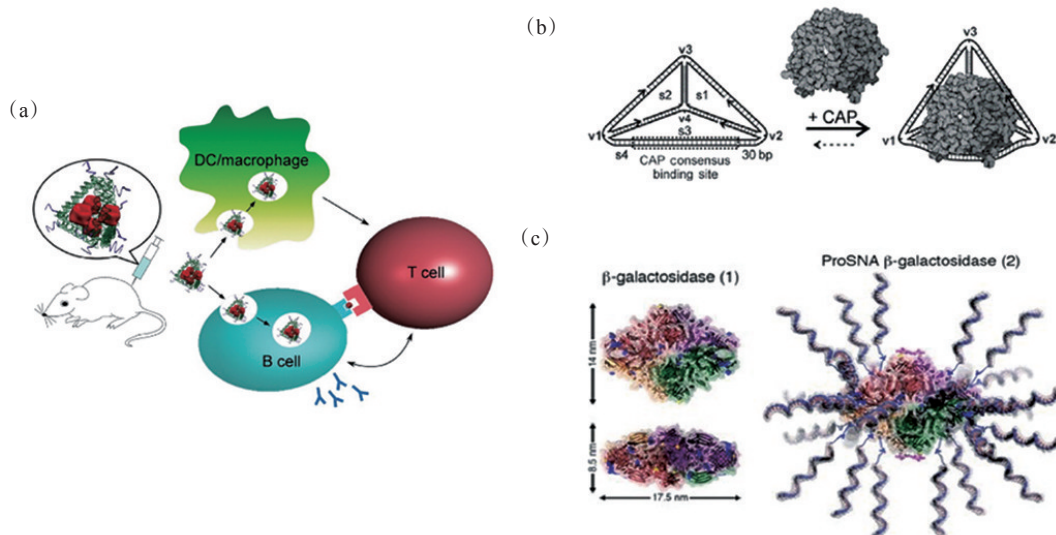 (a)
DC/macrophage
T cell
B cell
(b)
v3
s2
s1
v4
v1
s3
v2
s4
CAP consensus
binding site
30 bp
+ CAP
v3
v1
v2
(c)
β-galactosidase (1)
14 nm
8.5 nm
17.5 nm
ProSNA β-galactosidase (2)